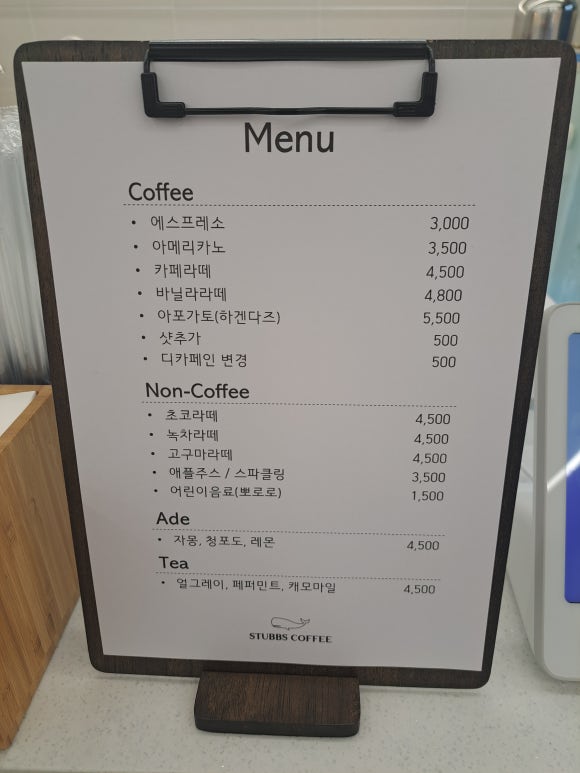 Menu
Coffee
• 에스프레소 3,000
• 아메리카노 3,500
• 카페라떼 4,500
• 바닐라라떼 4,800
• 아포가토(하겐다즈) 5,500
• 샷추가 500
• 디카페인 변경 500
Non-Coffee
• 초코라떼 4,500
• 녹차라떼 4,500
• 고구마라떼 4,500
• 애플주스 / 스파클링 3,500
• 어린이음료(뽀로로) 1,500
Ade
• 자몽, 청포도, 레몬 4,500
Tea
• 얼그레이, 페퍼민트, 캐모마일 4,500
STUBBS COFFEE